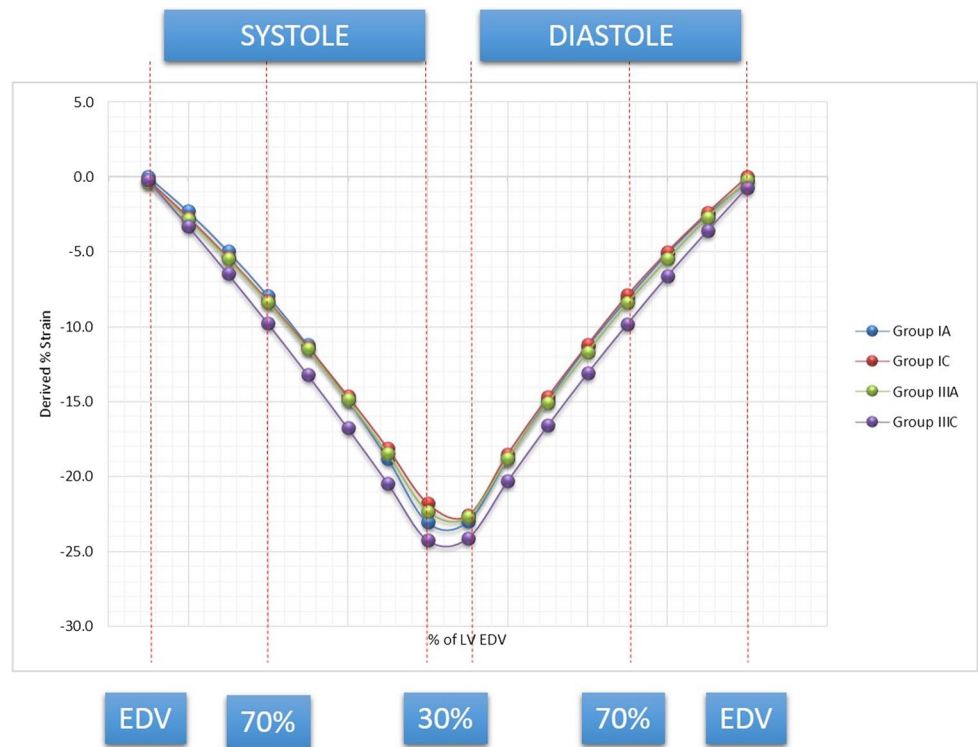 SYSTOLE
DIASTOLE
5.0
0.0
-5.0
-10.0
-15.0
-20.0
-25.0
-30.0
Derived % Strain
% of LV EDV
Group IA
Group IC
Group IIIA
Group IIIC
EDV
70%
30%
70%
EDV